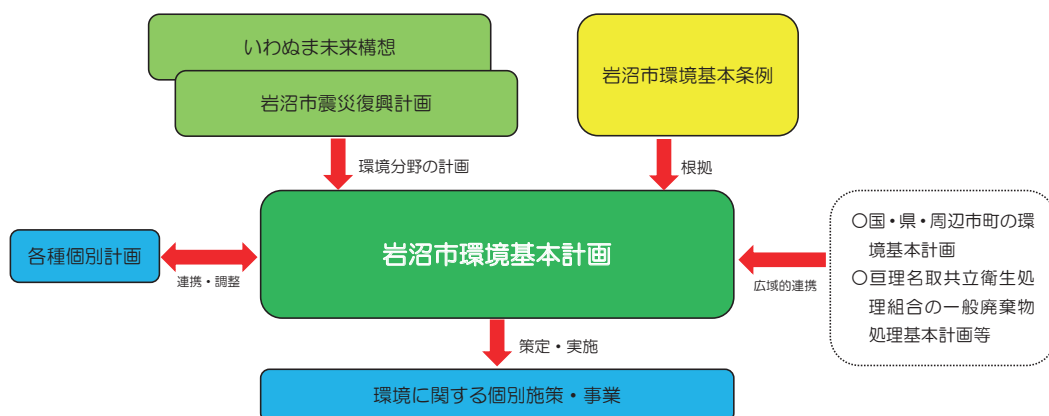 いわぬま未来構想
岩沼市環境基本条例
岩沼市震災復興計画
環境分野の計画
根拠
〇国・県・周辺市町の環
境基本計画
〇亘理名取共立衛生処
理組合の一般廃棄物
処理基本計画等
各種個別計画
岩沼市環境基本計画
連携・調整
広域的連携
策定・実施
環境に関する個別施策・事業